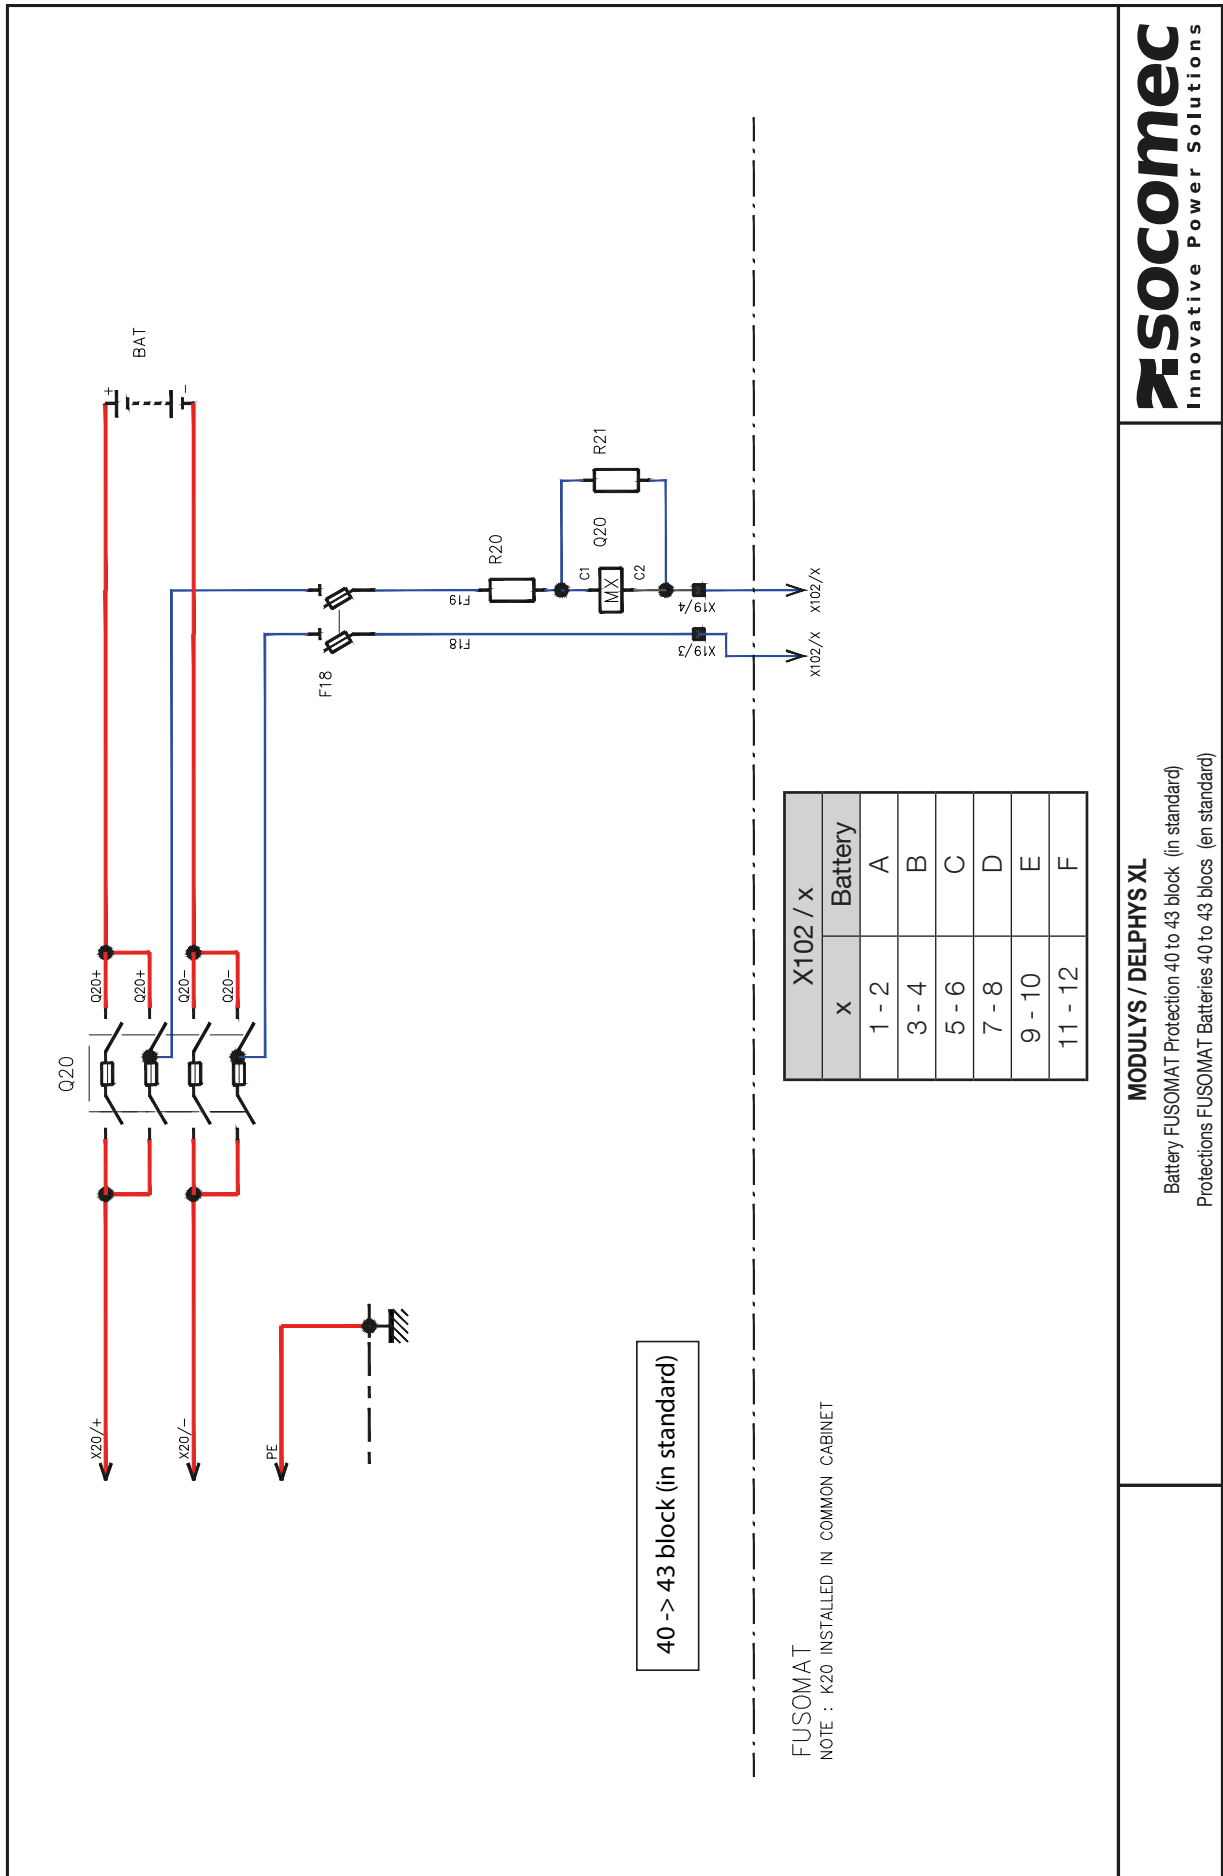 BAT
+
-
Q20
Q20+
Q20+
Q20-
Q20-
X20/+
X20/-
PE
F18
F19
F18
R20
R21
Q20
C1
MX
C2
X19/4
X19/3
X102/X
X102/X
40 -> 43 block (in standard)
FUSOMAT
NOTE : K20 INSTALLED IN COMMON CABINET
X102 / x
x Battery
1 - 2 A
3 - 4 B
5 - 6 C
7 - 8 D
9 - 10 E
11 - 12 F
MODULYS / DELPHYS XL
Battery FUSOMAT Protection 40 to 43 block (in standard)
Protections FUSOMAT Batteries 40 to 43 blocs (en standard)
socomec
Innovative Power Solutions